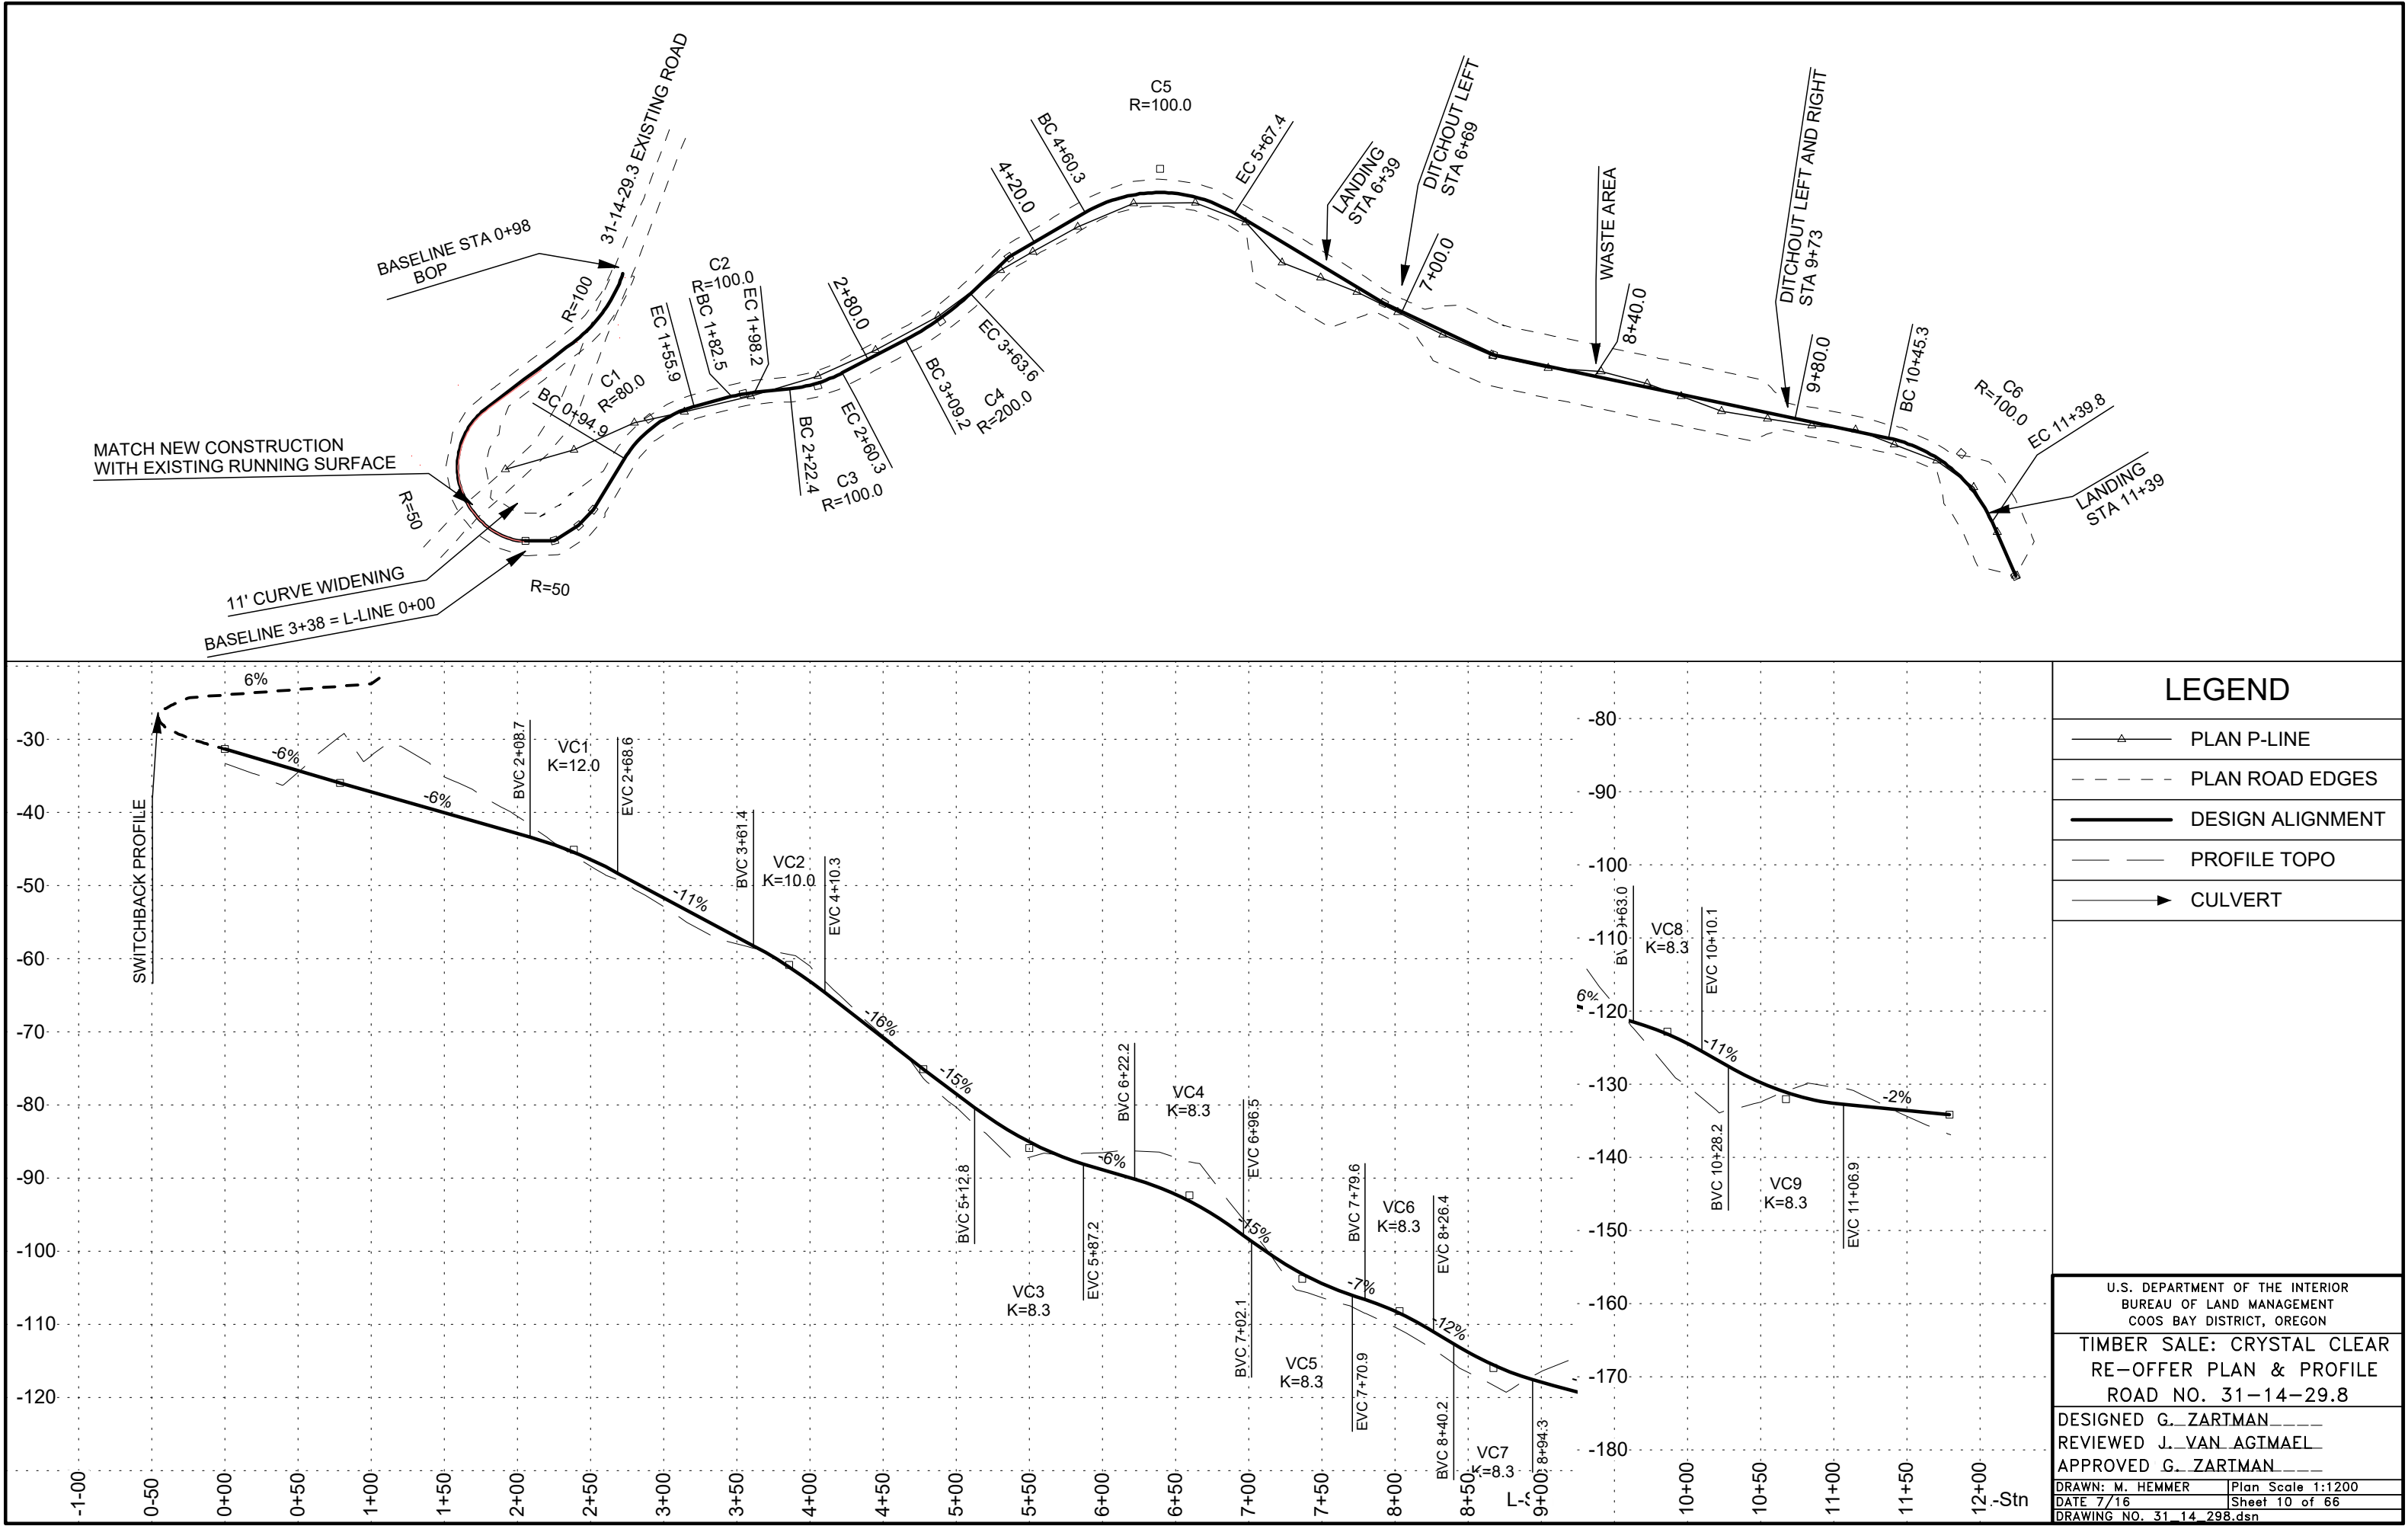 31-14-29.3 EXISTING ROAD
BASELINE STA 0+98
BOP
R=100
C1
R=80.0
BC 0+94.9
EC 1+55.9
C2
R=100.0
BC 1+82.5
EC 1+98.2
2+80.0
BC 2+22.4
EC 2+60.3
C3
R=100.0
BC 3+09.2
EC 3+63.6
C4
R=200.0
4+20.0
BC 4+60.3
C5
R=100.0
EC 5+67.4
LANDING
STA 6+39
DITCHOUT LEFT
STA 6+69
7+00.0
WASTE AREA
8+40.0
DITCHOUT LEFT AND RIGHT
STA 9+73
9+80.0
BC 10+45.3
C6
R=100.0
EC 11+39.8
LANDING
STA 11+39
MATCH NEW CONSTRUCTION
WITH EXISTING RUNNING SURFACE
R=50
11' CURVE WIDENING
BASELINE 3+38 = L-LINE 0+00
R=50
6%
-6%
-6%
SWITCHBACK PROFILE
BVC 2+08.7
VC1
K=12.0
EVC 2+68.6
-11%
BVC 3+61.4
VC2
K=10.0
EVC 4+10.3
-16%
-15%
BVC 5+12.8
VC3
K=8.3
EVC 5+87.2
-6%
BVC 6+22.2
VC4
K=8.3
EVC 6+96.5
-15%
BVC 7+02.1
VC5
K=8.3
EVC 7+70.9
-7%
BVC 7+79.6
VC6
K=8.3
EVC 8+26.4
-12%
BVC 8+40.2
VC7
K=8.3
8+94.3
6%
+63.0
VC8
K=8.3
EVC 10+10.1
-11%
BVC 10+28.2
VC9
K=8.3
EVC 11+06.9
-2%
-30
-40
-50
-60
-70
-80
-90
-100
-110
-120
-80
-90
-100
-110
-120
-130
-140
-150
-160
-170
-180
-1-00
0-50
0+00
0+50
1+00
1+50
2+00
2+50
3+00
3+50
4+00
4+50
5+00
5+50
6+00
6+50
7+00
7+50
8+00
8+50
9+00
10+00
10+50
11+00
11+50
12+00
-Stn
LEGEND
PLAN P-LINE
PLAN ROAD EDGES
DESIGN ALIGNMENT
PROFILE TOPO
CULVERT
U.S. DEPARTMENT OF THE INTERIOR
BUREAU OF LAND MANAGEMENT
COOS BAY DISTRICT, OREGON
TIMBER SALE: CRYSTAL CLEAR
RE-OFFER PLAN & PROFILE
ROAD NO. 31-14-29.8
DESIGNED G. ZARTMAN
REVIEWED J. VAN AGTMAEL
APPROVED G. ZARTMAN
DRAWN: M. HEMMER
Plan Scale 1:1200
DATE 7/16
Sheet 10 of 66
DRAWING NO. 31_14_298.dsn